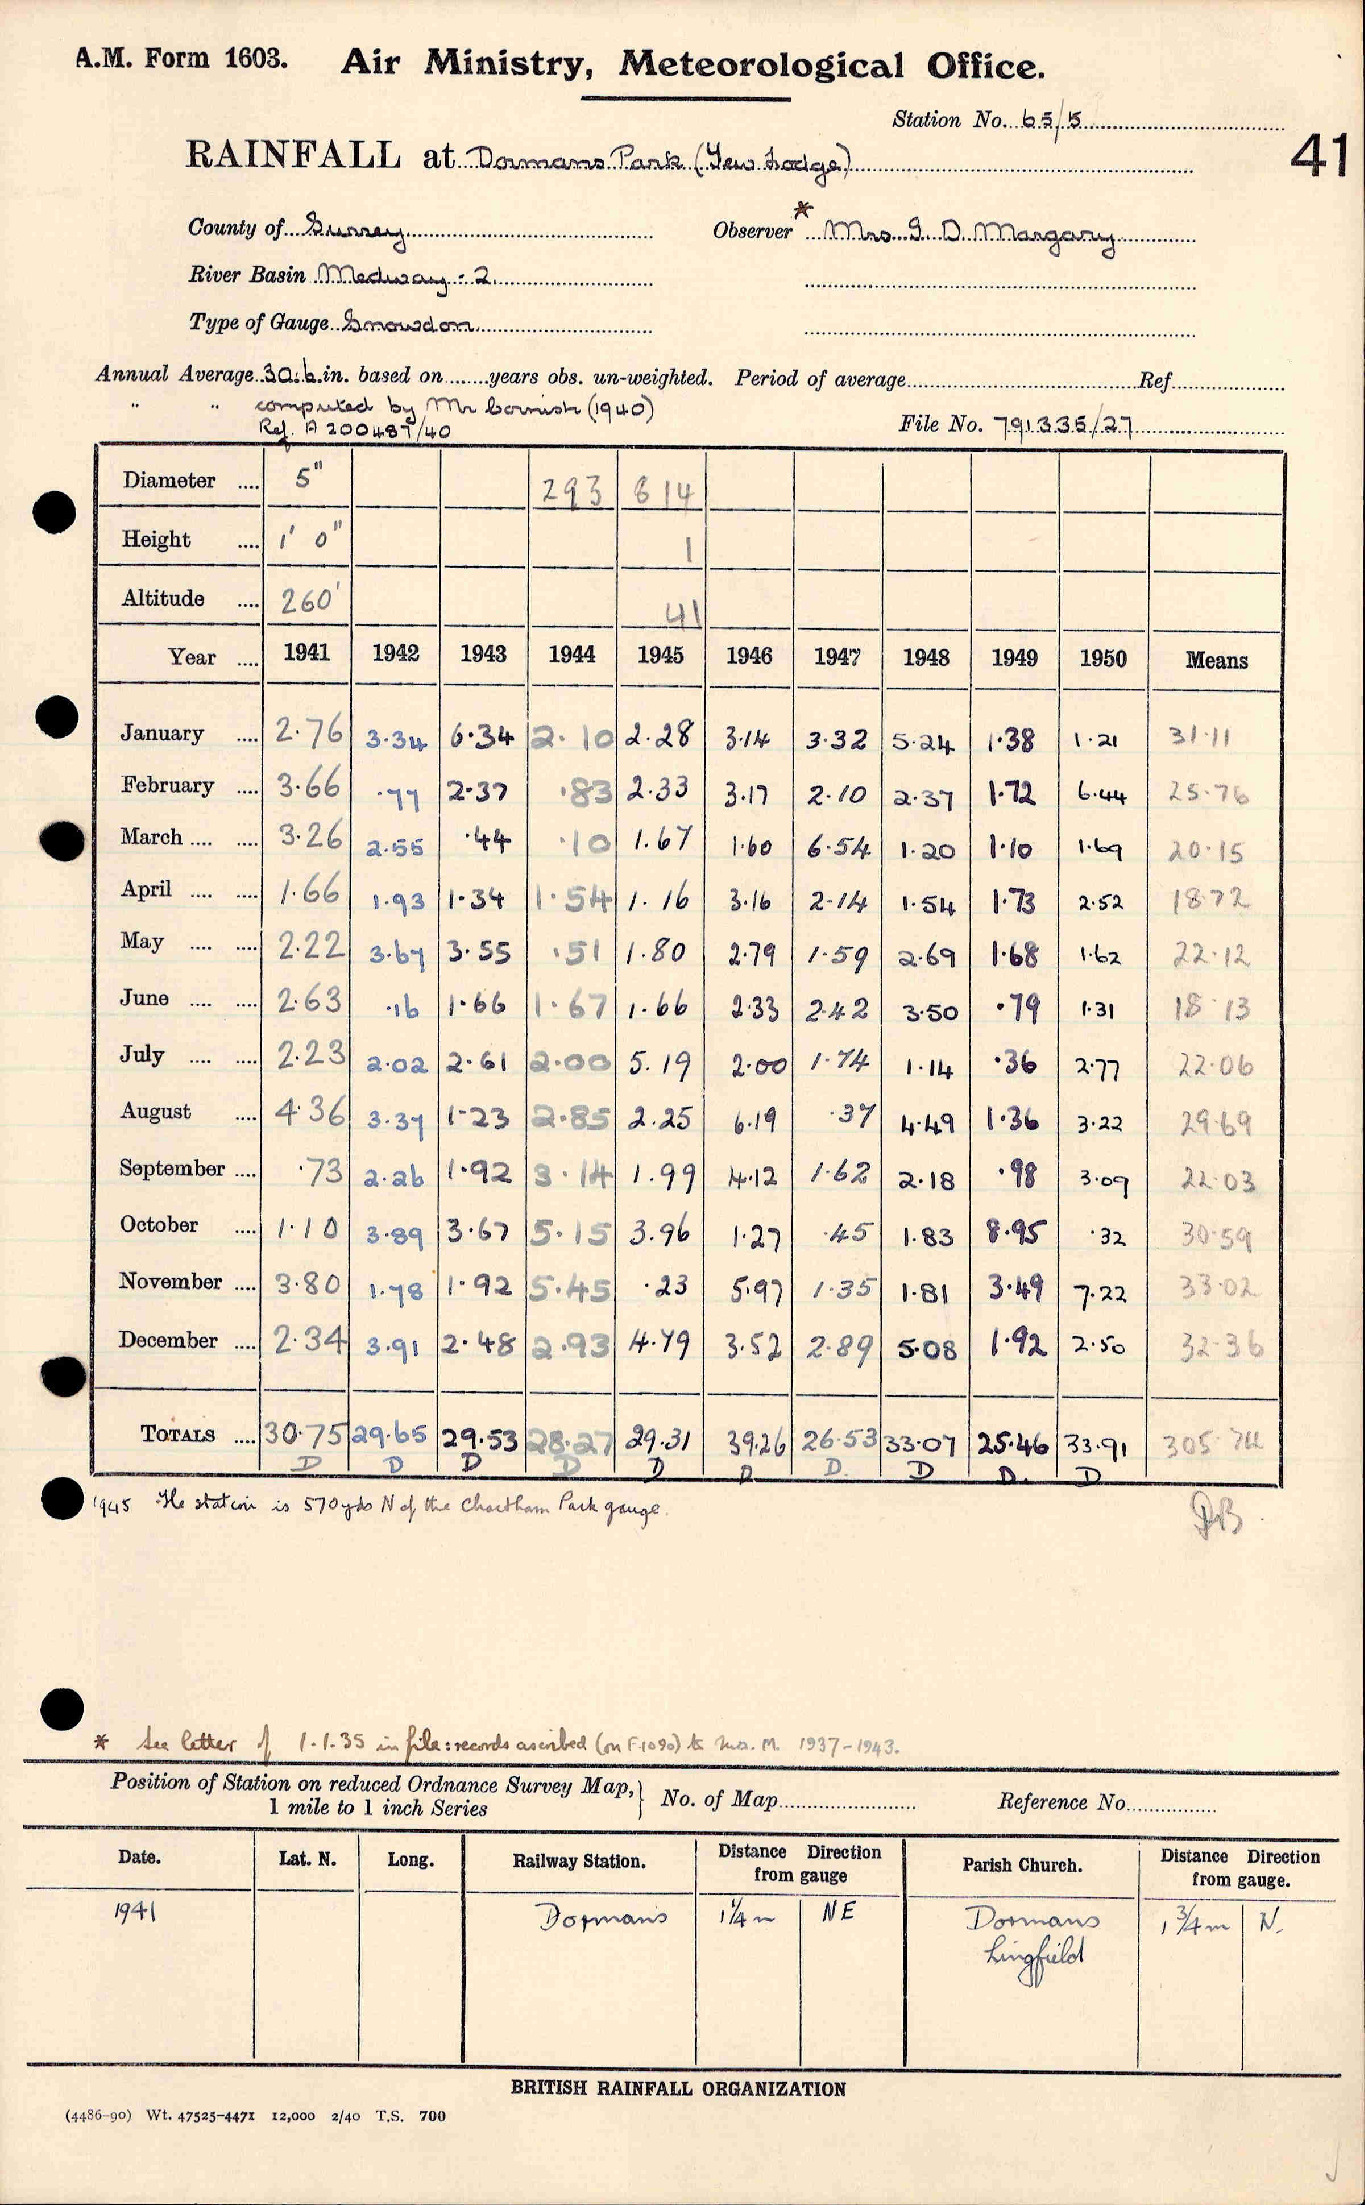 A.M. Form 1603. Air Ministry, Meteorological Office.
Station No. 65/15
41
RAINFALL at Dormans Park (Yew Lodge)
County of Surrey Observer * Mrs I. D. Margary
River Basin Medway - 2
Type of Gauge Snowdon
Annual Average 30.6 in. based on years obs. un-weighted. Period of average Ref.
" " computed by Mr Cornish (1940)
Ref. A 200487/40 File No. 791335/27
Diameter .... 5" 293 614
Height .... 1' 0" 1
Altitude .... 260' 41
Year .... 1941 1942 1943 1944 1945 1946 1947 1948 1949 1950 Means
January .... 2.76 3.34 6.34 2.10 2.28 3.14 3.32 5.24 1.38 1.21 31.11
February .... 3.66 .77 2.37 .83 2.33 3.17 2.10 2.37 1.72 6.44 25.76
March .... .... 3.26 2.55 .44 .10 1.67 1.60 6.54 1.20 1.10 1.69 20.15
April .... .... 1.66 1.93 1.34 1.54 1.16 3.16 2.14 1.54 1.73 2.52 18.72
May .... .... 2.22 3.67 3.55 .51 1.80 2.79 1.59 2.69 1.68 1.62 22.12
June .... .... 2.63 .16 1.66 1.67 1.66 2.33 2.42 3.50 .79 1.31 18.13
July .... .... 2.23 2.02 2.61 2.00 5.19 2.00 1.74 1.14 .36 2.77 22.06
August .... 4.36 3.37 1.23 2.85 2.25 6.19 .37 4.49 1.36 3.22 29.69
September .... .73 2.26 1.92 3.14 1.99 4.12 1.62 2.18 .98 3.09 22.03
October .... 1.10 3.89 3.67 5.15 3.96 1.27 .45 1.83 8.95 .32 30.59
November .... 3.80 1.78 1.92 5.45 .23 5.97 1.35 1.81 3.49 7.22 33.02
December .... 2.34 3.91 2.48 2.93 4.79 3.52 2.89 5.08 1.92 2.50 32.36
TOTALS .... 30.75 29.65 29.53 28.27 29.31 39.26 26.53 33.07 25.46 33.91 305.74
D D D D D D D. D D. D
1945 The station is 570 yds N of the Chartham Park gauge.
* See letter of 1.1.35 in file: records ascribed (on F1090) to Mrs. M. 1937-1943.
Position of Station on reduced Ordnance Survey Map, } No. of Map Reference No.
1 mile to 1 inch Series
Date. Lat. N. Long. Railway Station. Distance Direction from gauge Parish Church. Distance Direction from gauge.
1941 Dormans 1¼ m NE Dormans 1¾ m N.
Lingfield
BRITISH RAINFALL ORGANIZATION
(4486-90) Wt. 47525-4471 12,000 2/40 T.S. 700